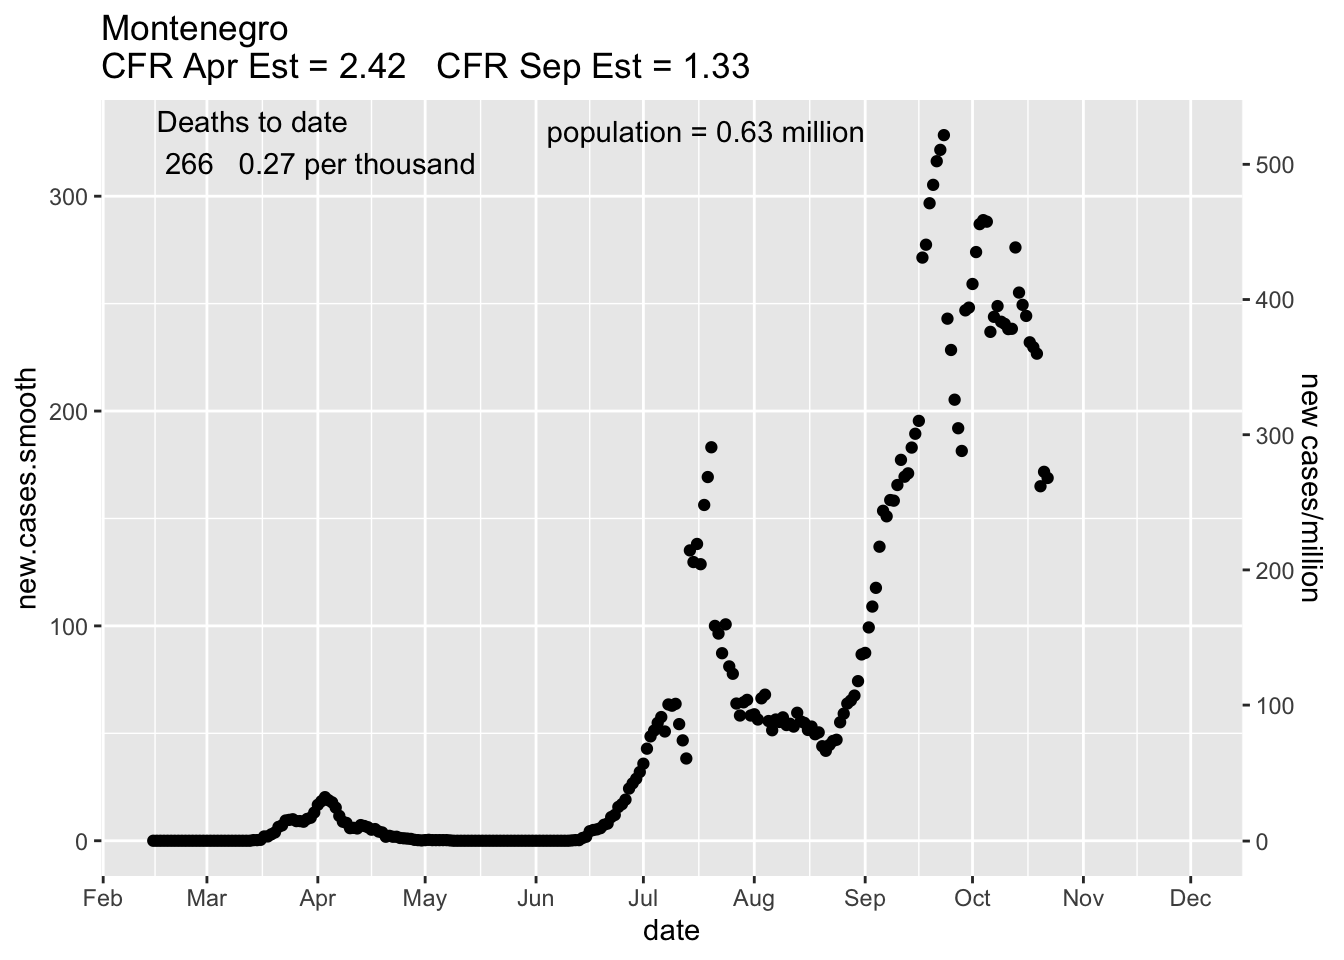 Montenegro
CFR Apr Est = 2.42 CFR Sep Est = 1.33
Deaths to date
266 0.27 per thousand
population = 0.63 million
new.cases.smooth
300
200
100
0
500
400
300
200
100
0
new cases/million
Feb Mar Apr May Jun Jul Aug Sep Oct Nov Dec
date